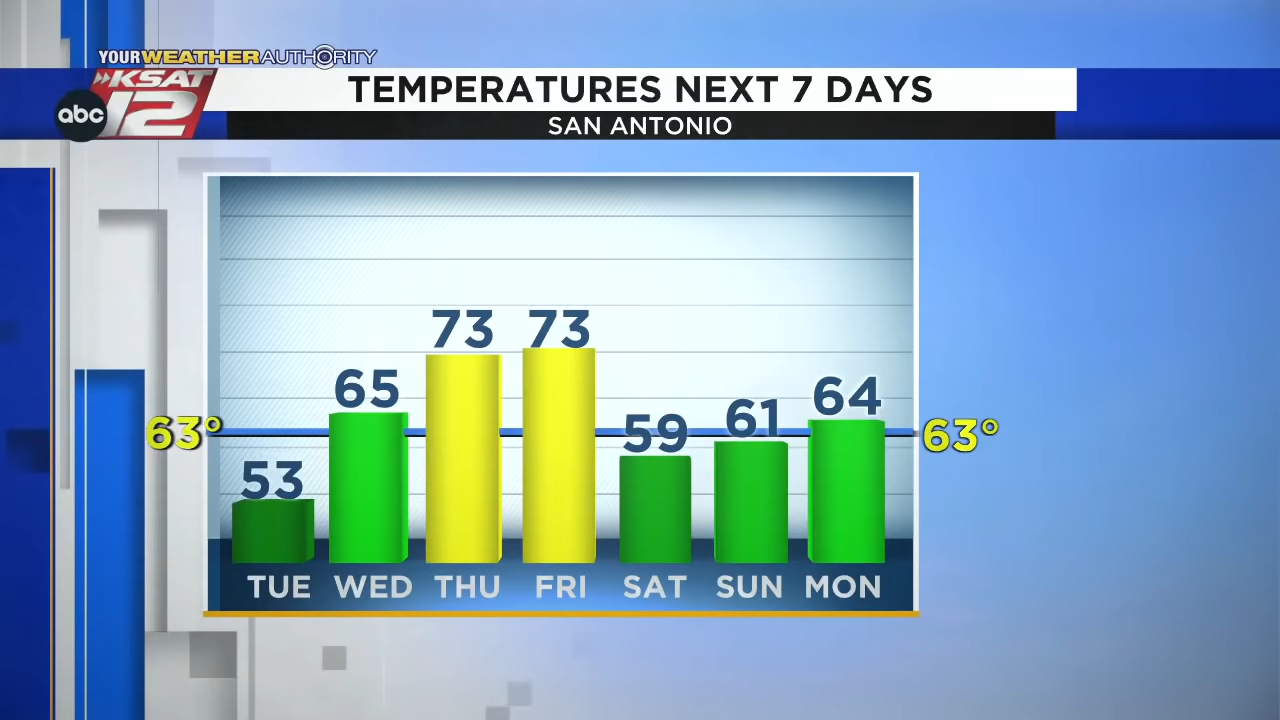 YOUR WEATHER AUTHORITY
KSAT
abc 12
TEMPERATURES NEXT 7 DAYS
SAN ANTONIO
73 73
65
64
63° 59 61 63°
53
TUE WED THU FRI SAT SUN MON